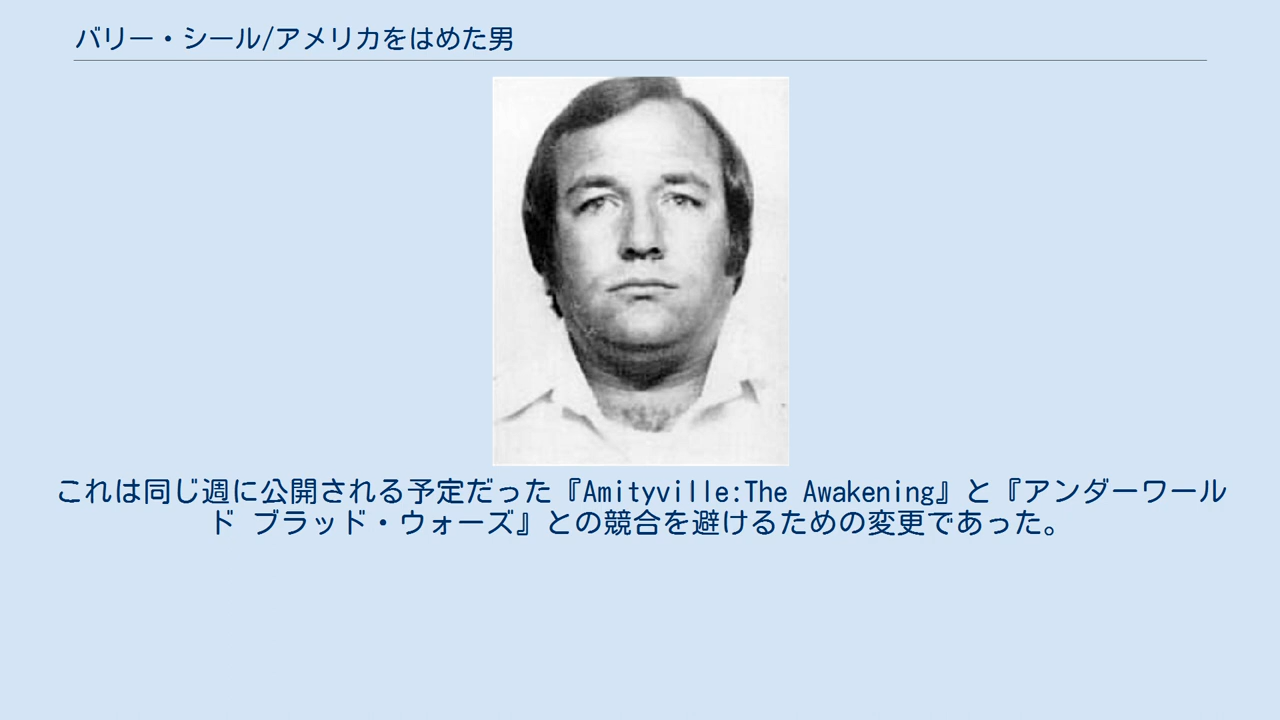 バリー・シール/アメリカをはめた男
これは同じ週に公開される予定だった『Amityville:The Awakening』と『アンダーワール
ド ブラッド・ウォーズ』との競合を避けるための変更であった。